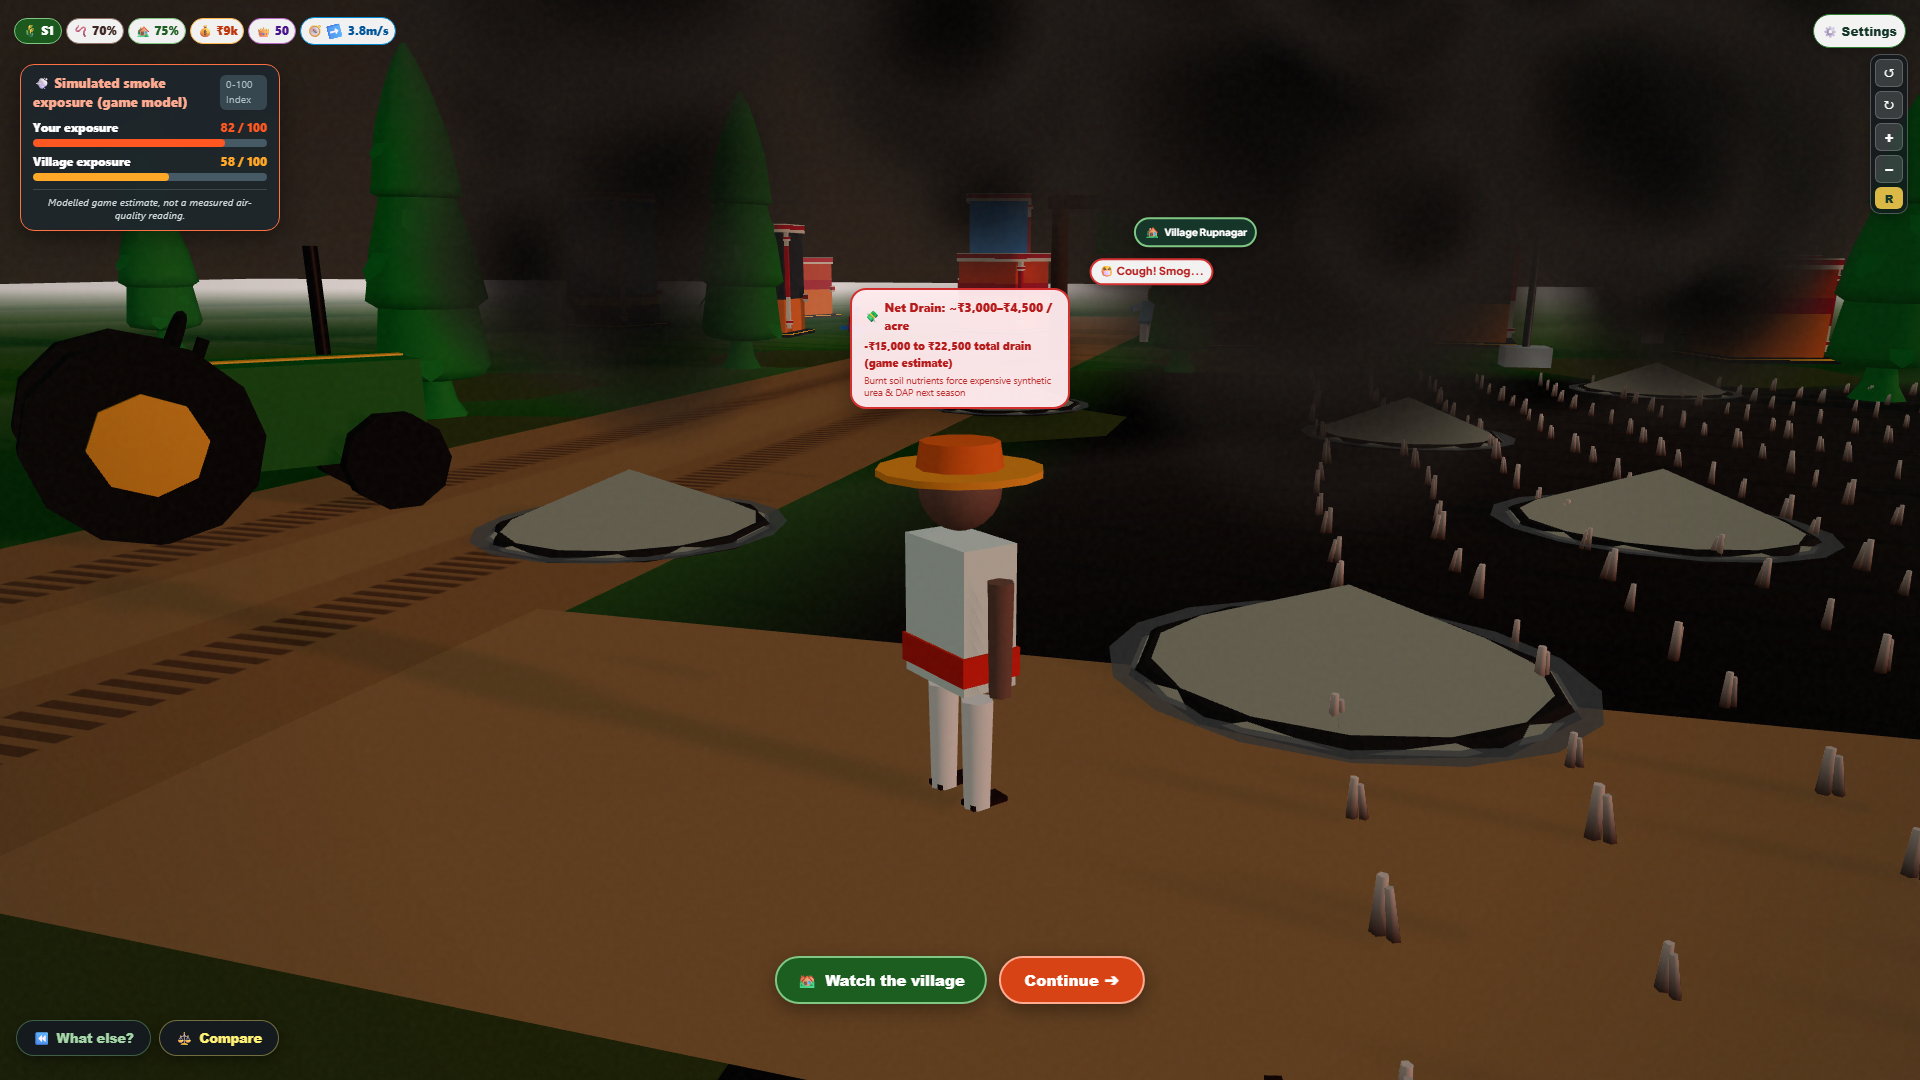 S1
70%
75%
₹9k
50
3.8m/s
Settings
Simulated smoke
exposure (game model)
0-100
Index
Your exposure 82 / 100
Village exposure 58 / 100
Modelled game estimate, not a measured air-
quality reading.
↺
↻
+
−
R
Village Rupnagar
Cough! Smog...
Net Drain: ~₹3,000–₹4,500 /
acre
-₹15,000 to ₹22,500 total drain
(game estimate)
Burnt soil nutrients force expensive synthetic
urea & DAP next season
Watch the village
Continue ➔
What else?
Compare